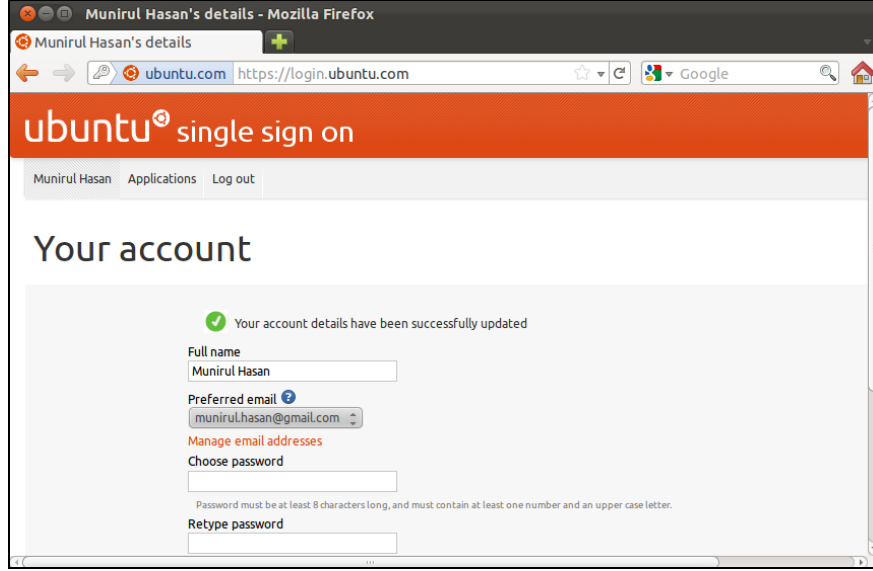 Munirul Hasan's details - Mozilla Firefox
Munirul Hasan's details
ubuntu.com https://login.ubuntu.com Google
ubuntu single sign on
Munirul Hasan Applications Log out
Your account
Your account details have been successfully updated
Full name
Munirul Hasan
Preferred email ?
munirul.hasan@gmail.com
Manage email addresses
Choose password
Password must be at least 8 characters long, and must contain at least one number and an upper case letter.
Retype password